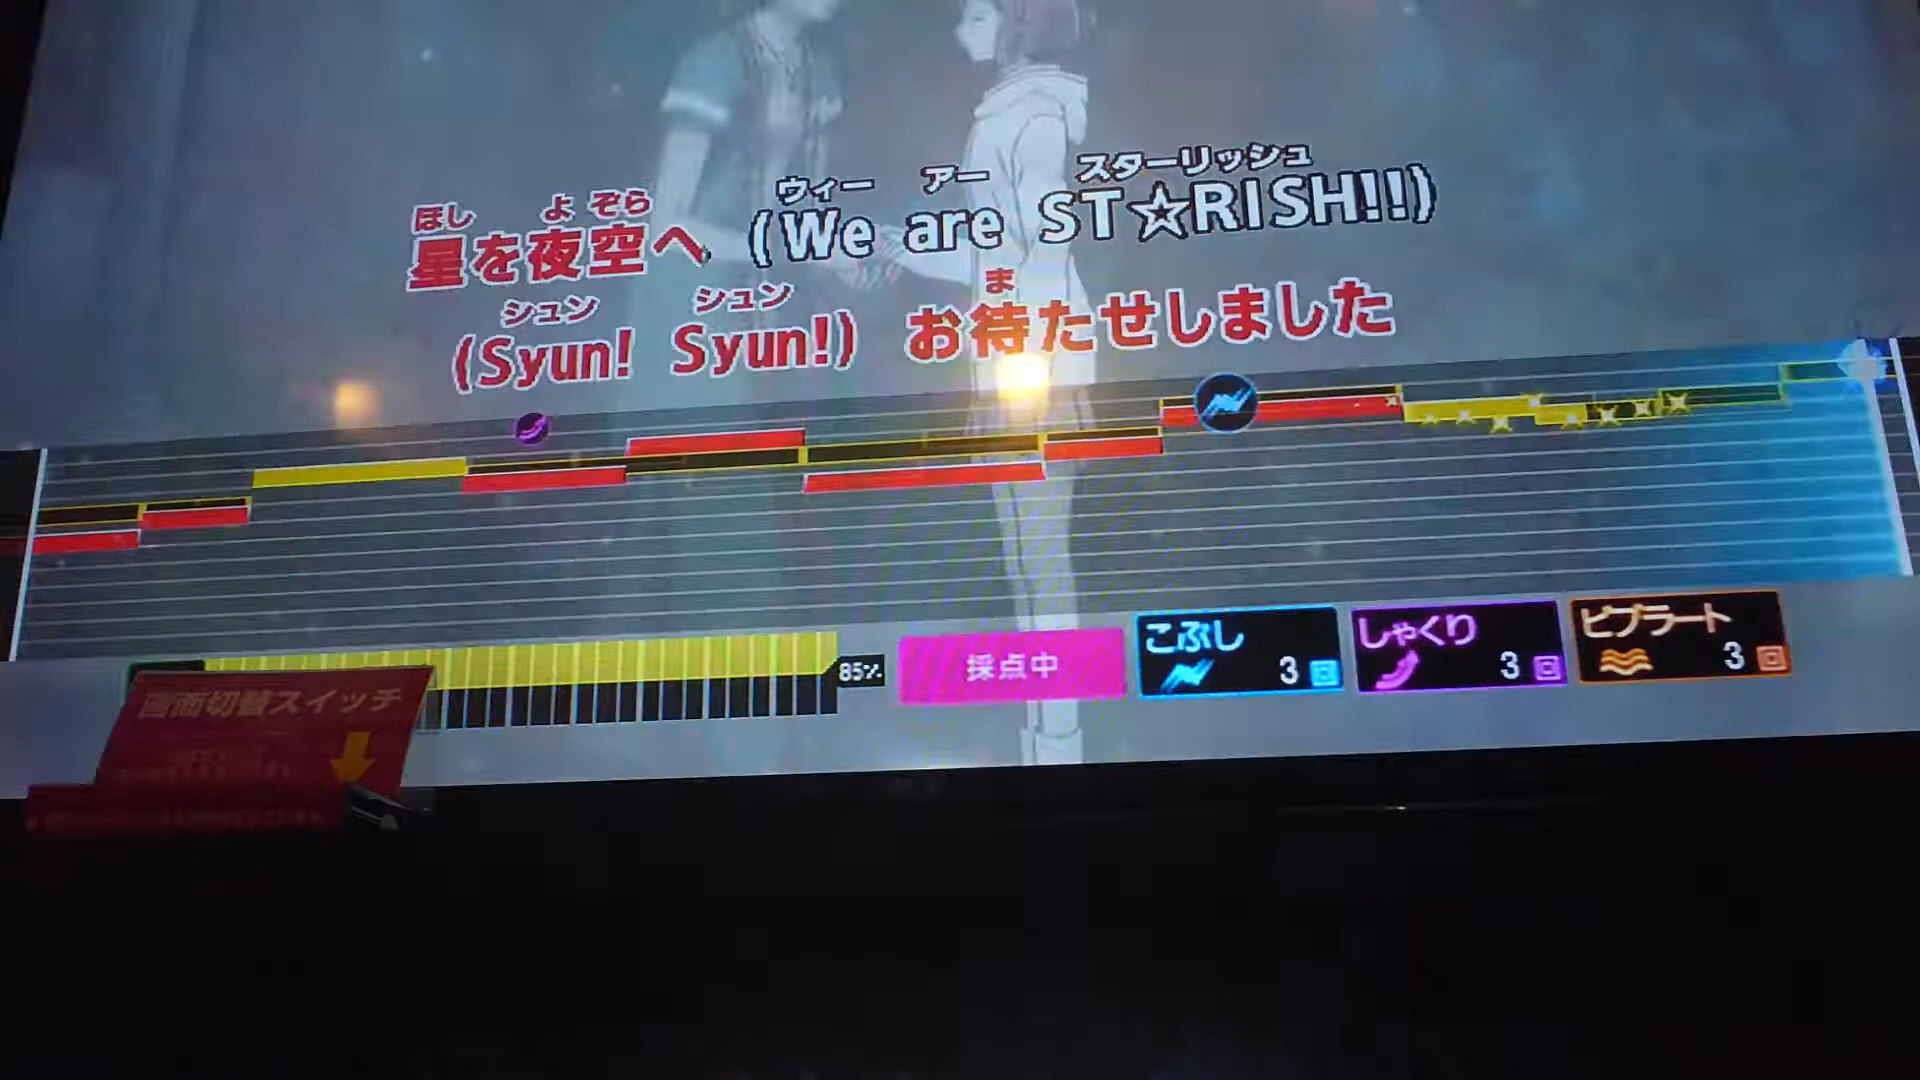 ウィー アー スターリッシュ
ほし よ ぞら
星を夜空へ (We are ST☆RISH!!)
シュン シュン ま
(Syun! Syun!) お待たせしました
85%
採点中
こぶし
3回
しゃくり
3回
ビブラート
3回
画面切替スイッチ